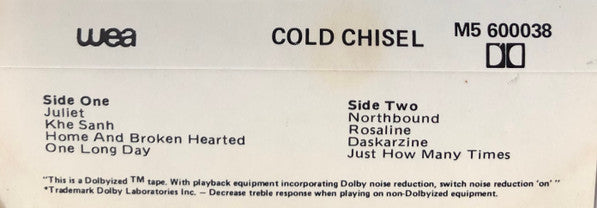 wea
COLD CHISEL
M5 600038
Side One
Juliet
Khe Sanh
Home And Broken Hearted
One Long Day
Side Two
Northbound
Rosaline
Daskarzine
Just How Many Times
"This is a Dolbyized TM tape. With playback equipment incorporating Dolby noise reduction, switch noise reduction 'on' "
*Trademark Dolby Laboratories Inc. — Decrease treble response when playing on non-Dolbyized equipment.